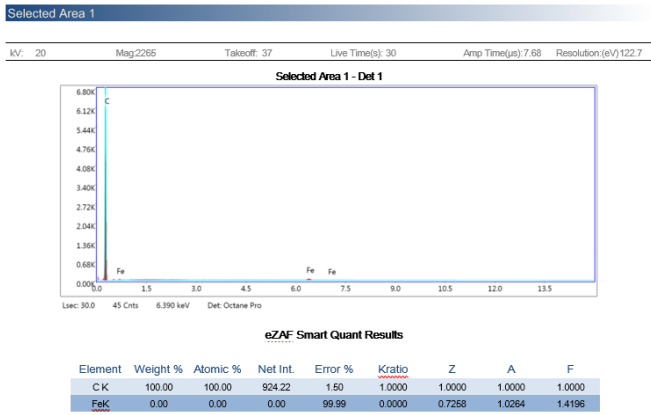 Selected Area 1
kV: 20 Mag:2265 Takeoff: 37 Live Time(s): 30 Amp Time(µs):7.68 Resolution:(eV)122.7
Selected Area 1 - Det 1
6.80K
C
6.12K
5.44K
4.76K
4.08K
3.40K
2.72K
2.04K
1.36K
0.68K
Fe Fe Fe
0.00K
0.0 1.5 3.0 4.5 6.0 7.5 9.0 10.5 12.0 13.5
Lsec: 30.0 45 Cnts 6.390 keV Det: Octane Pro
eZAF Smart Quant Results
Element Weight % Atomic % Net Int. Error % Kratio Z A F
C K 100.00 100.00 924.22 1.50 1.0000 1.0000 1.0000 1.0000
FeK 0.00 0.00 0.00 99.99 0.0000 0.7258 1.0264 1.4196